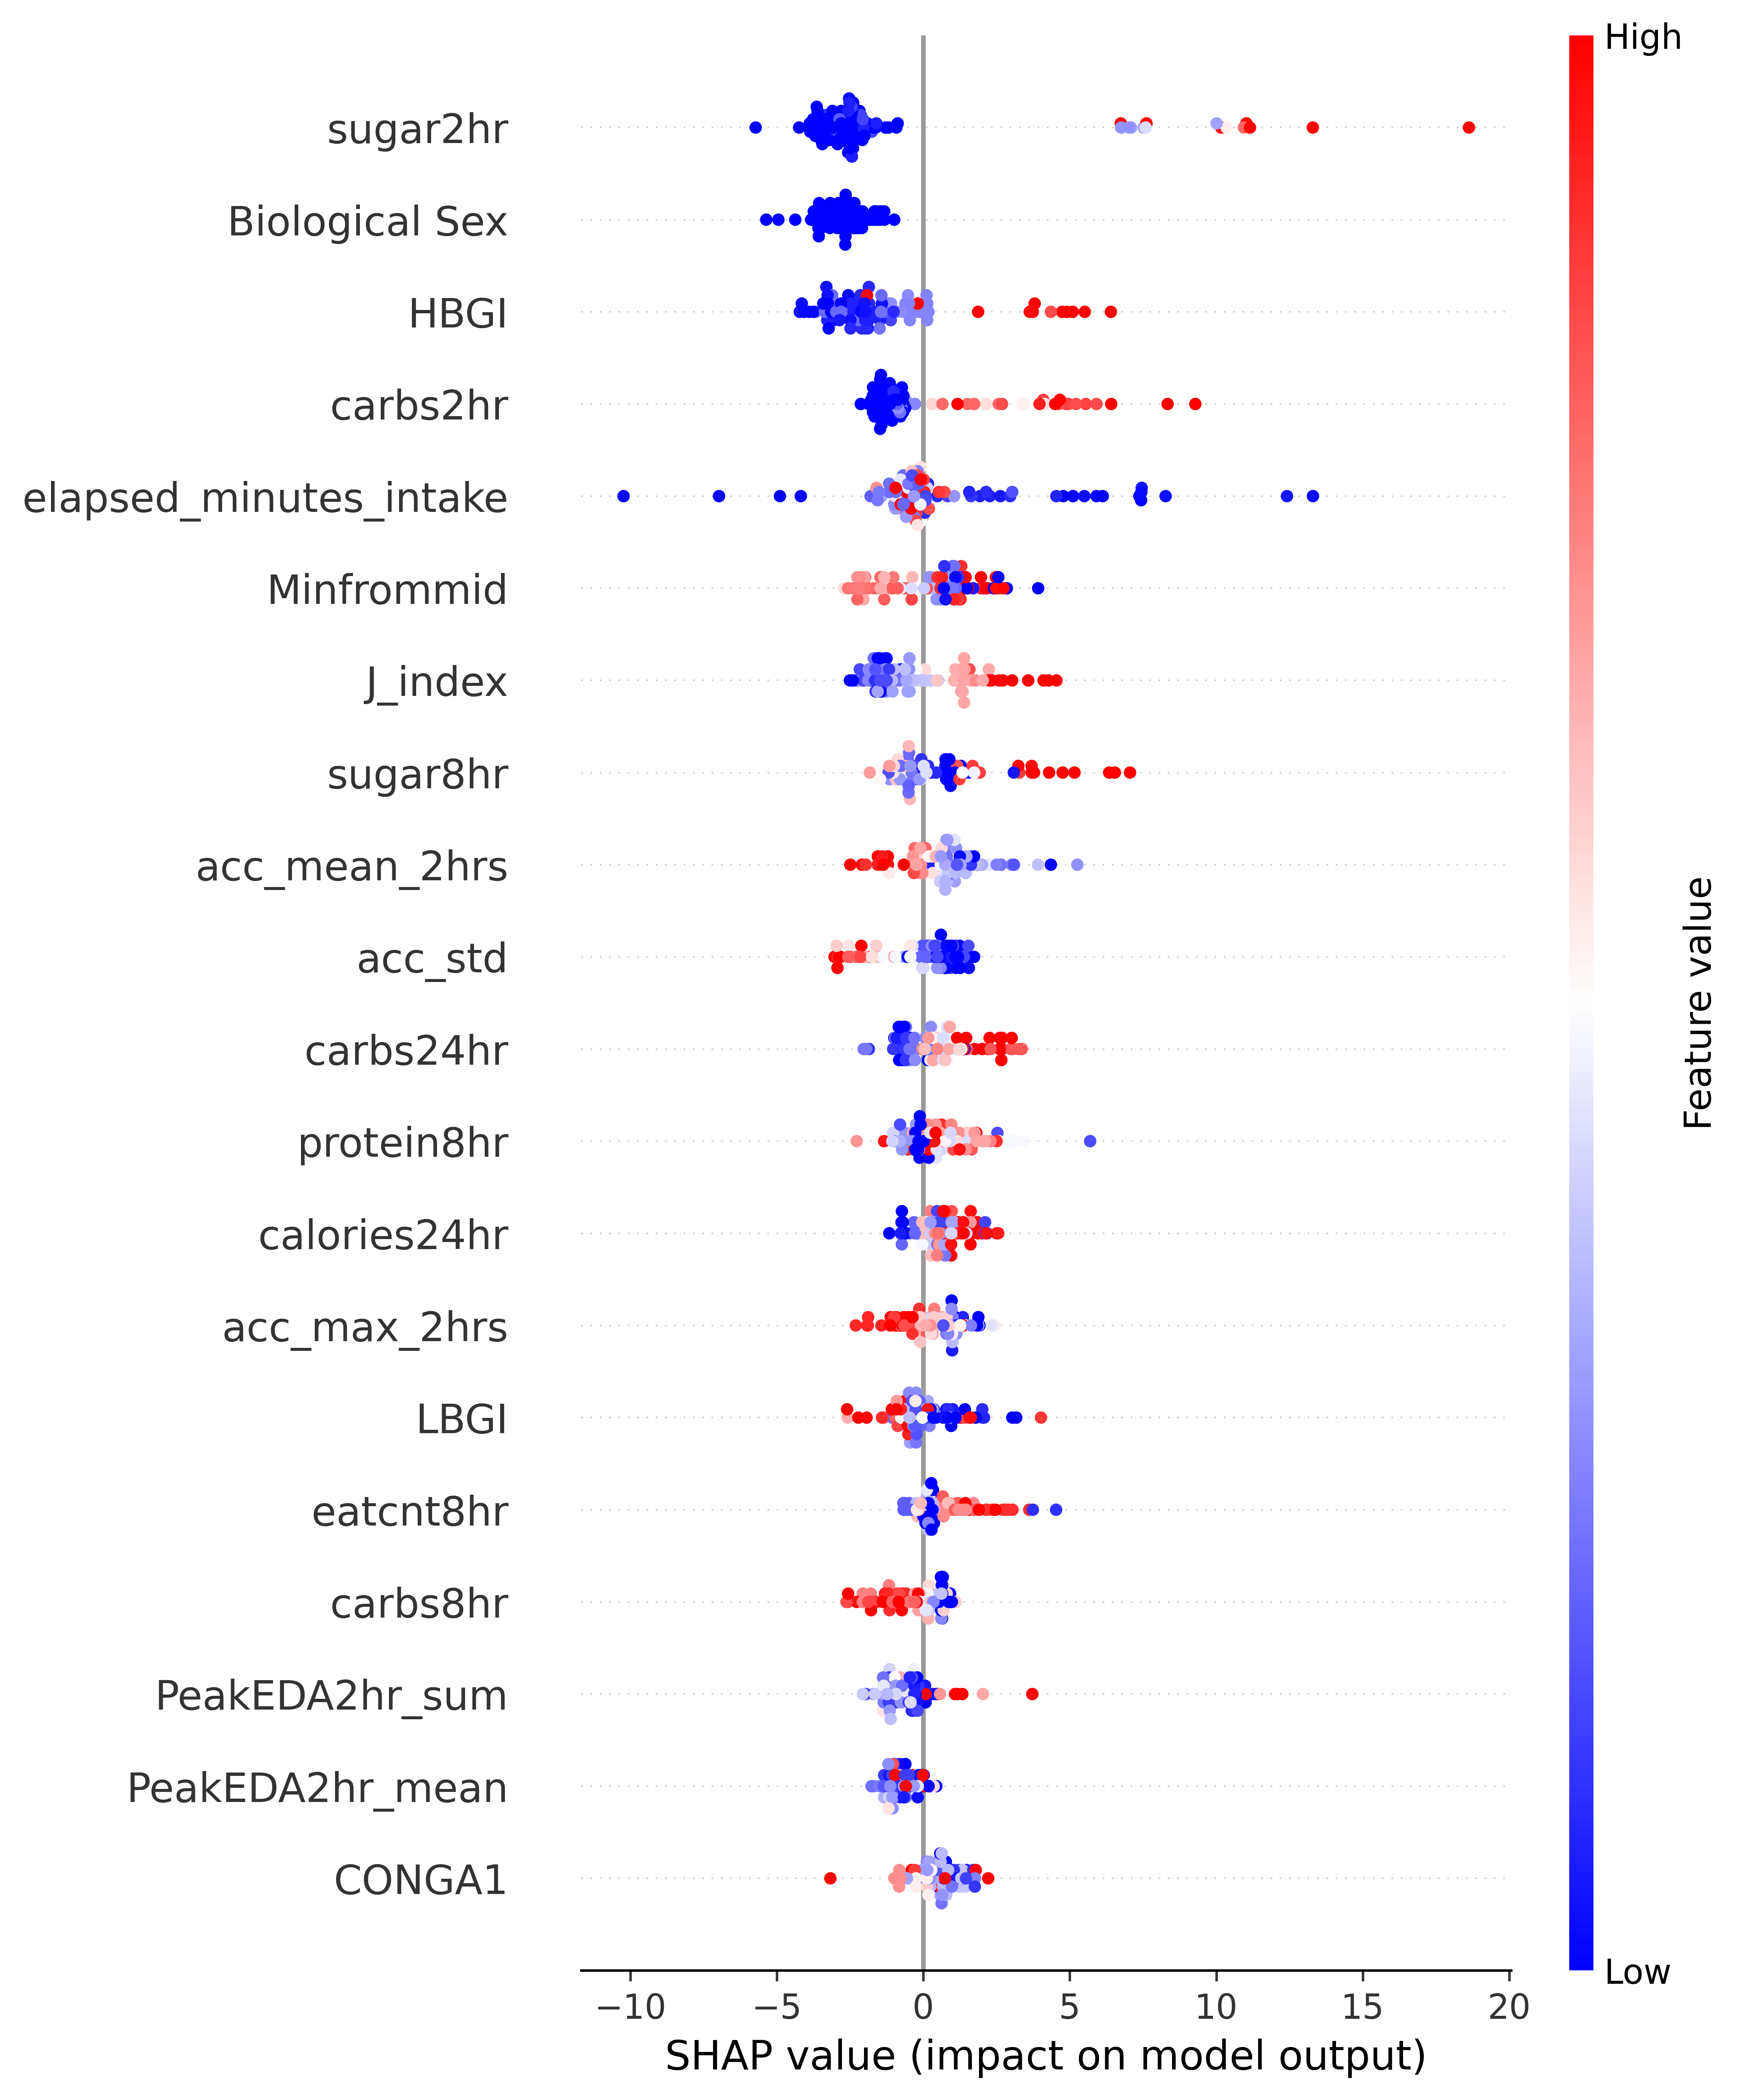 High
sugar2hr
Biological Sex
HBGI
carbs2hr
elapsed_minutes_intake
Minfrommid
J_index
sugar8hr
acc_mean_2hrs
acc_std
carbs24hr
protein8hr
calories24hr
acc_max_2hrs
LBGI
eatcnt8hr
carbs8hr
PeakEDA2hr_sum
PeakEDA2hr_mean
CONGA1
Feature value
Low
−10 −5 0 5 10 15 20
SHAP value (impact on model output)